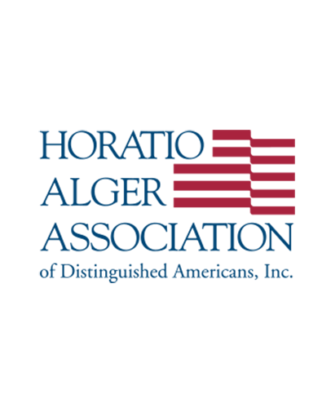 HORATIO
ALGER
ASSOCIATION
of Distinguished Americans, Inc.